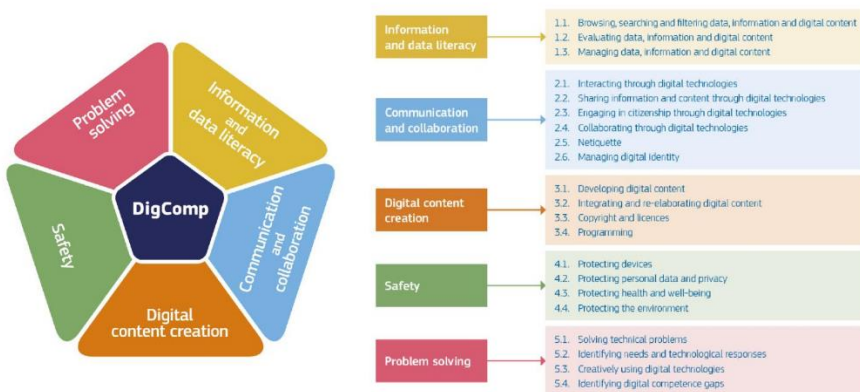 Problem
solving
Information
and
data literacy
DigComp
Safety
Communication
and
collaboration
Digital
content creation
Information
and data literacy
1.1. Browsing, searching and filtering data, information and digital content
1.2. Evaluating data, information and digital content
1.3. Managing data, information and digital content
Communication
and collaboration
2.1. Interacting through digital technologies
2.2. Sharing information and content through digital technologies
2.3. Engaging in citizenship through digital technologies
2.4. Collaborating through digital technologies
2.5. Netiquette
2.6. Managing digital identity
Digital content
creation
3.1. Developing digital content
3.2. Integrating and re-elaborating digital content
3.3. Copyright and licences
3.4. Programming
Safety
4.1. Protecting devices
4.2. Protecting personal data and privacy
4.3. Protecting health and well-being
4.4. Protecting the environment
Problem solving
5.1. Solving technical problems
5.2. Identifying needs and technological responses
5.3. Creatively using digital technologies
5.4. Identifying digital competence gaps